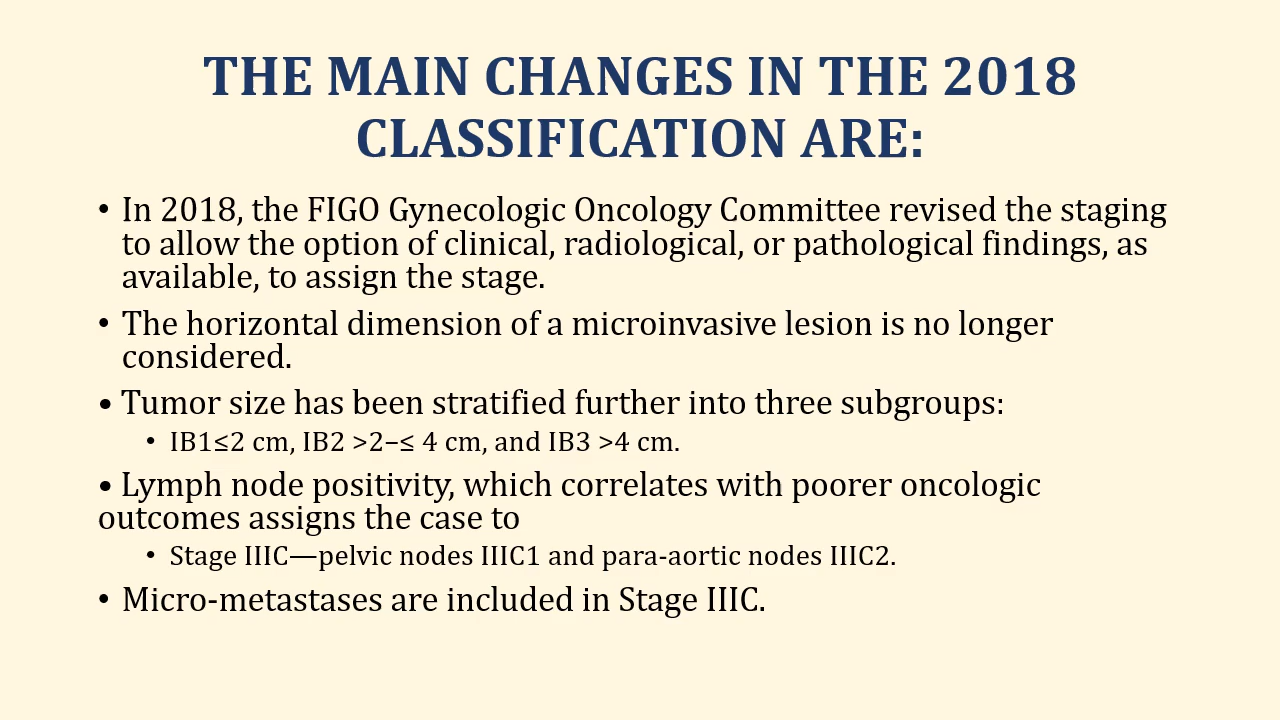 THE MAIN CHANGES IN THE 2018
CLASSIFICATION ARE:
• In 2018, the FIGO Gynecologic Oncology Committee revised the staging
to allow the option of clinical, radiological, or pathological findings, as
available, to assign the stage.
• The horizontal dimension of a microinvasive lesion is no longer
considered.
• Tumor size has been stratified further into three subgroups:
• IB1≤2 cm, IB2 >2–≤ 4 cm, and IB3 >4 cm.
• Lymph node positivity, which correlates with poorer oncologic
outcomes assigns the case to
• Stage IIIC—pelvic nodes IIIC1 and para-aortic nodes IIIC2.
• Micro-metastases are included in Stage IIIC.